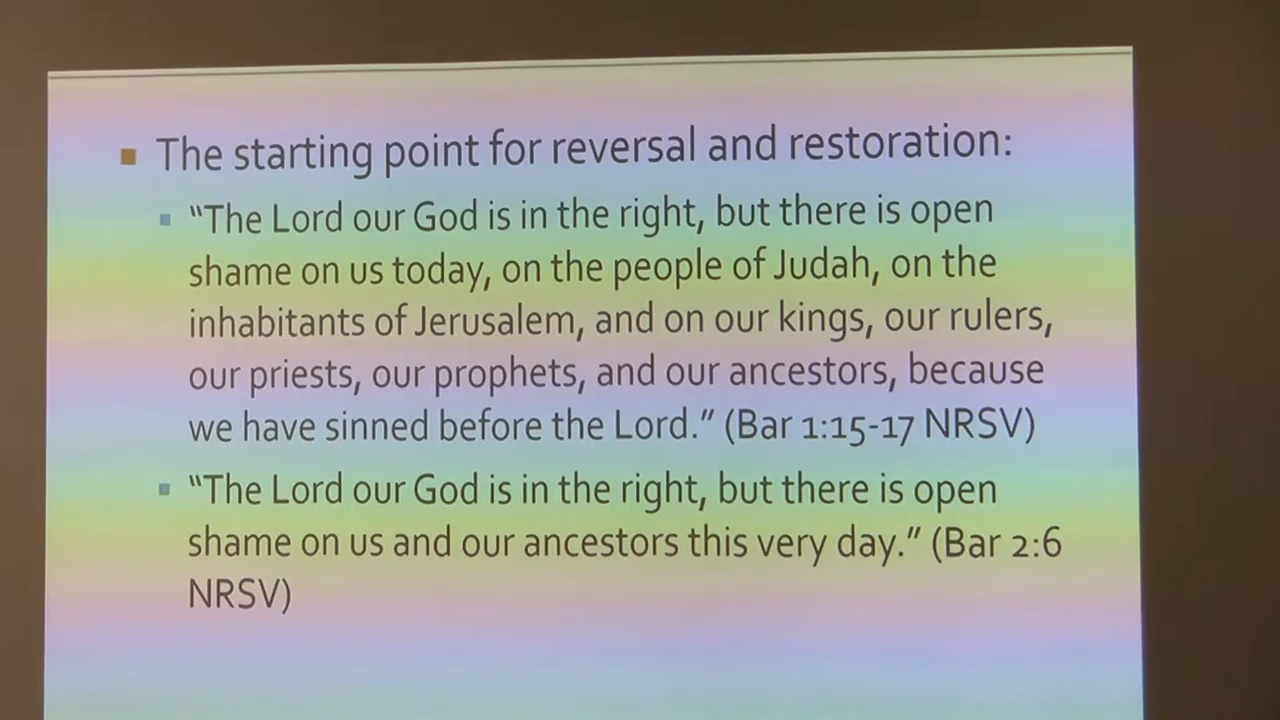 The starting point for reversal and restoration:
“The Lord our God is in the right, but there is open
shame on us today, on the people of Judah, on the
inhabitants of Jerusalem, and on our kings, our rulers,
our priests, our prophets, and our ancestors, because
we have sinned before the Lord.” (Bar 1:15-17 NRSV)
“The Lord our God is in the right, but there is open
shame on us and our ancestors this very day.” (Bar 2:6
NRSV)